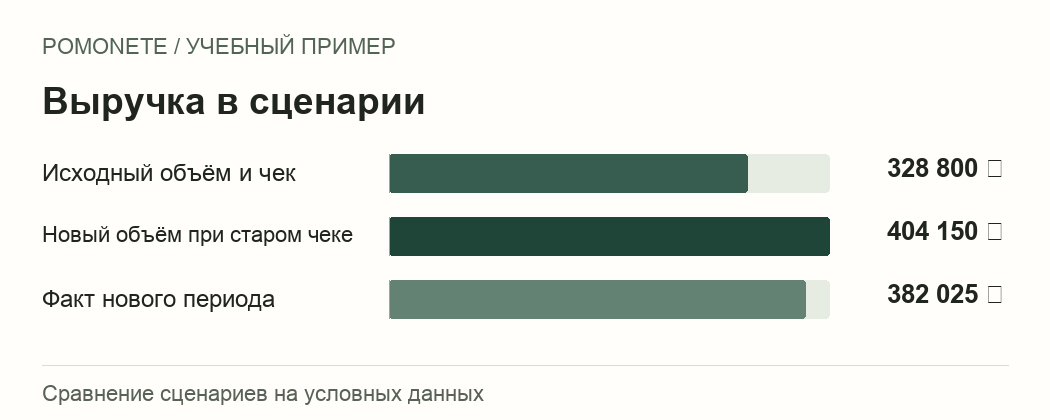 POMONETE / УЧЕБНЫЙ ПРИМЕР
Выручка в сценарии
Исходный объём и чек 328 800 □
Новый объём при старом чеке 404 150 □
Факт нового периода 382 025 □
Сравнение сценариев на условных данных